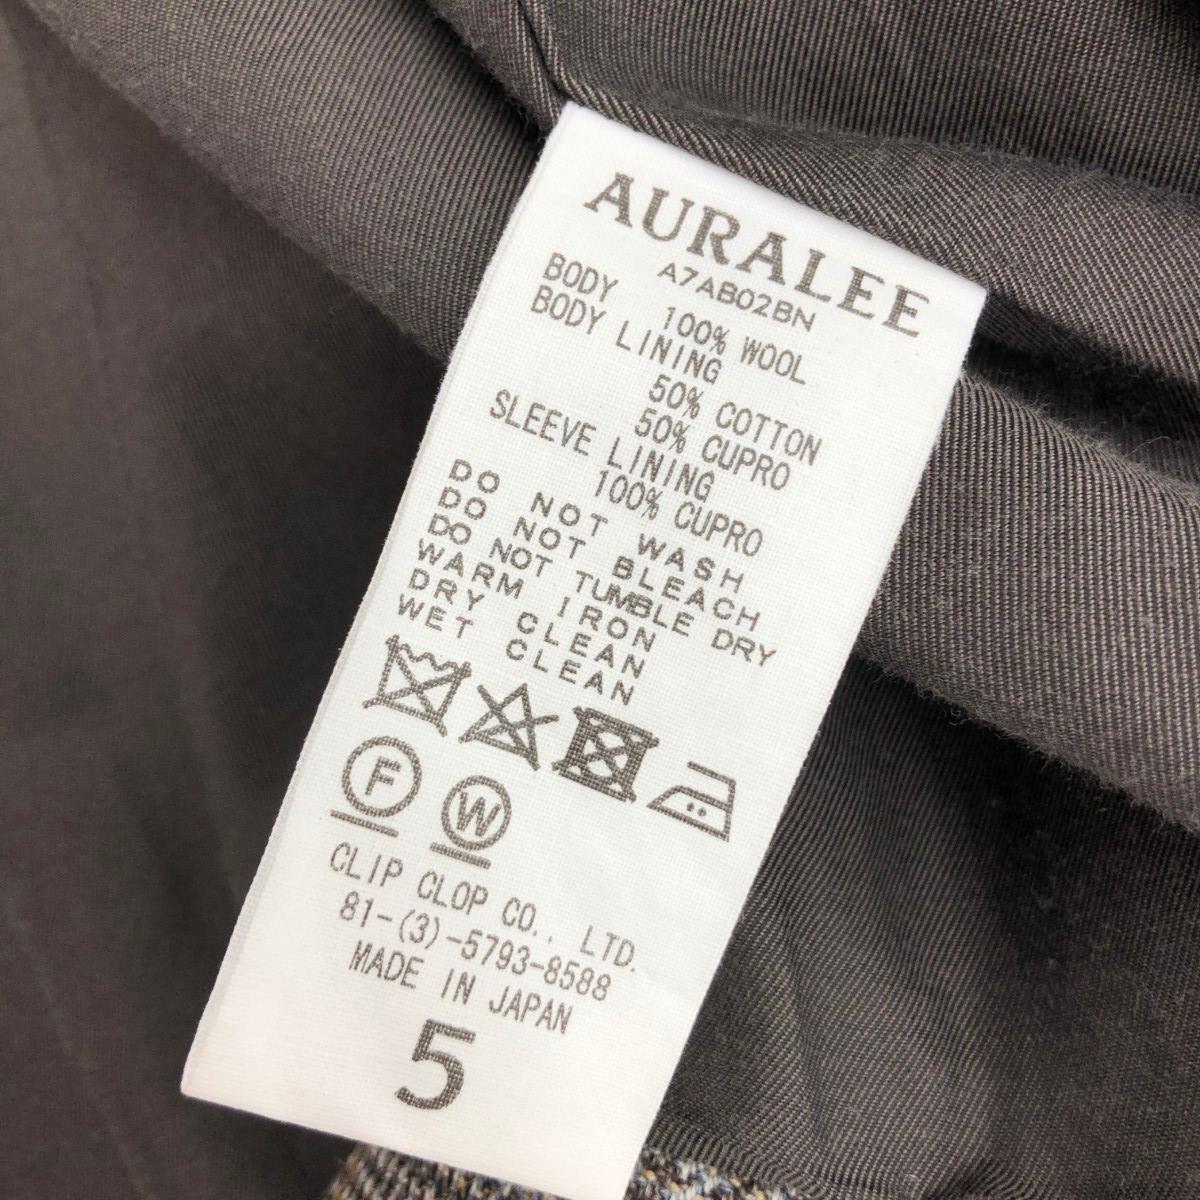 AURALEE
A7AB02BN
BODY
100% WOOL
BODY LINING
50% COTTON
50% CUPRO
SLEEVE LINING
100% CUPRO
DO NOT WASH
DO NOT BLEACH
DO NOT TUMBLE DRY
WARM IRON
DRY CLEAN
WET CLEAN
F
W
CLIP CLOP CO., LTD.
81-(3)-5793-8588
MADE IN JAPAN
5